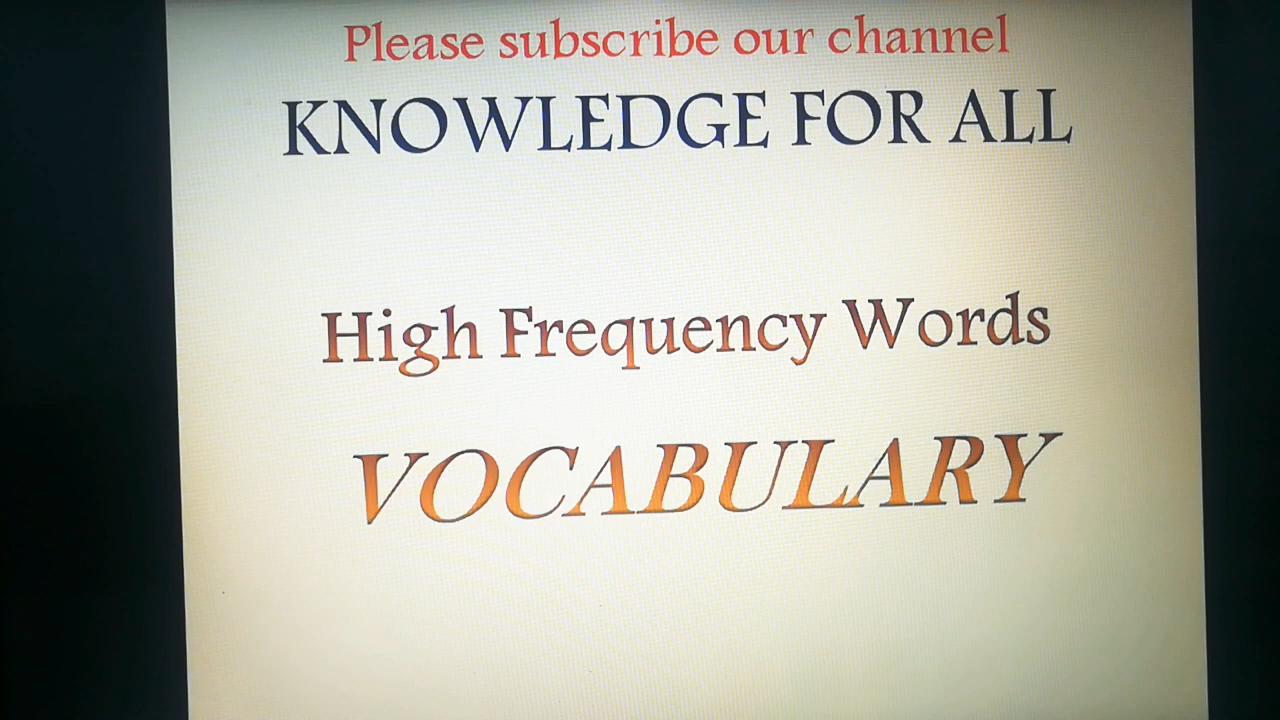 Please subscribe our channel
KNOWLEDGE FOR ALL
High Frequency Words
VOCABULARY